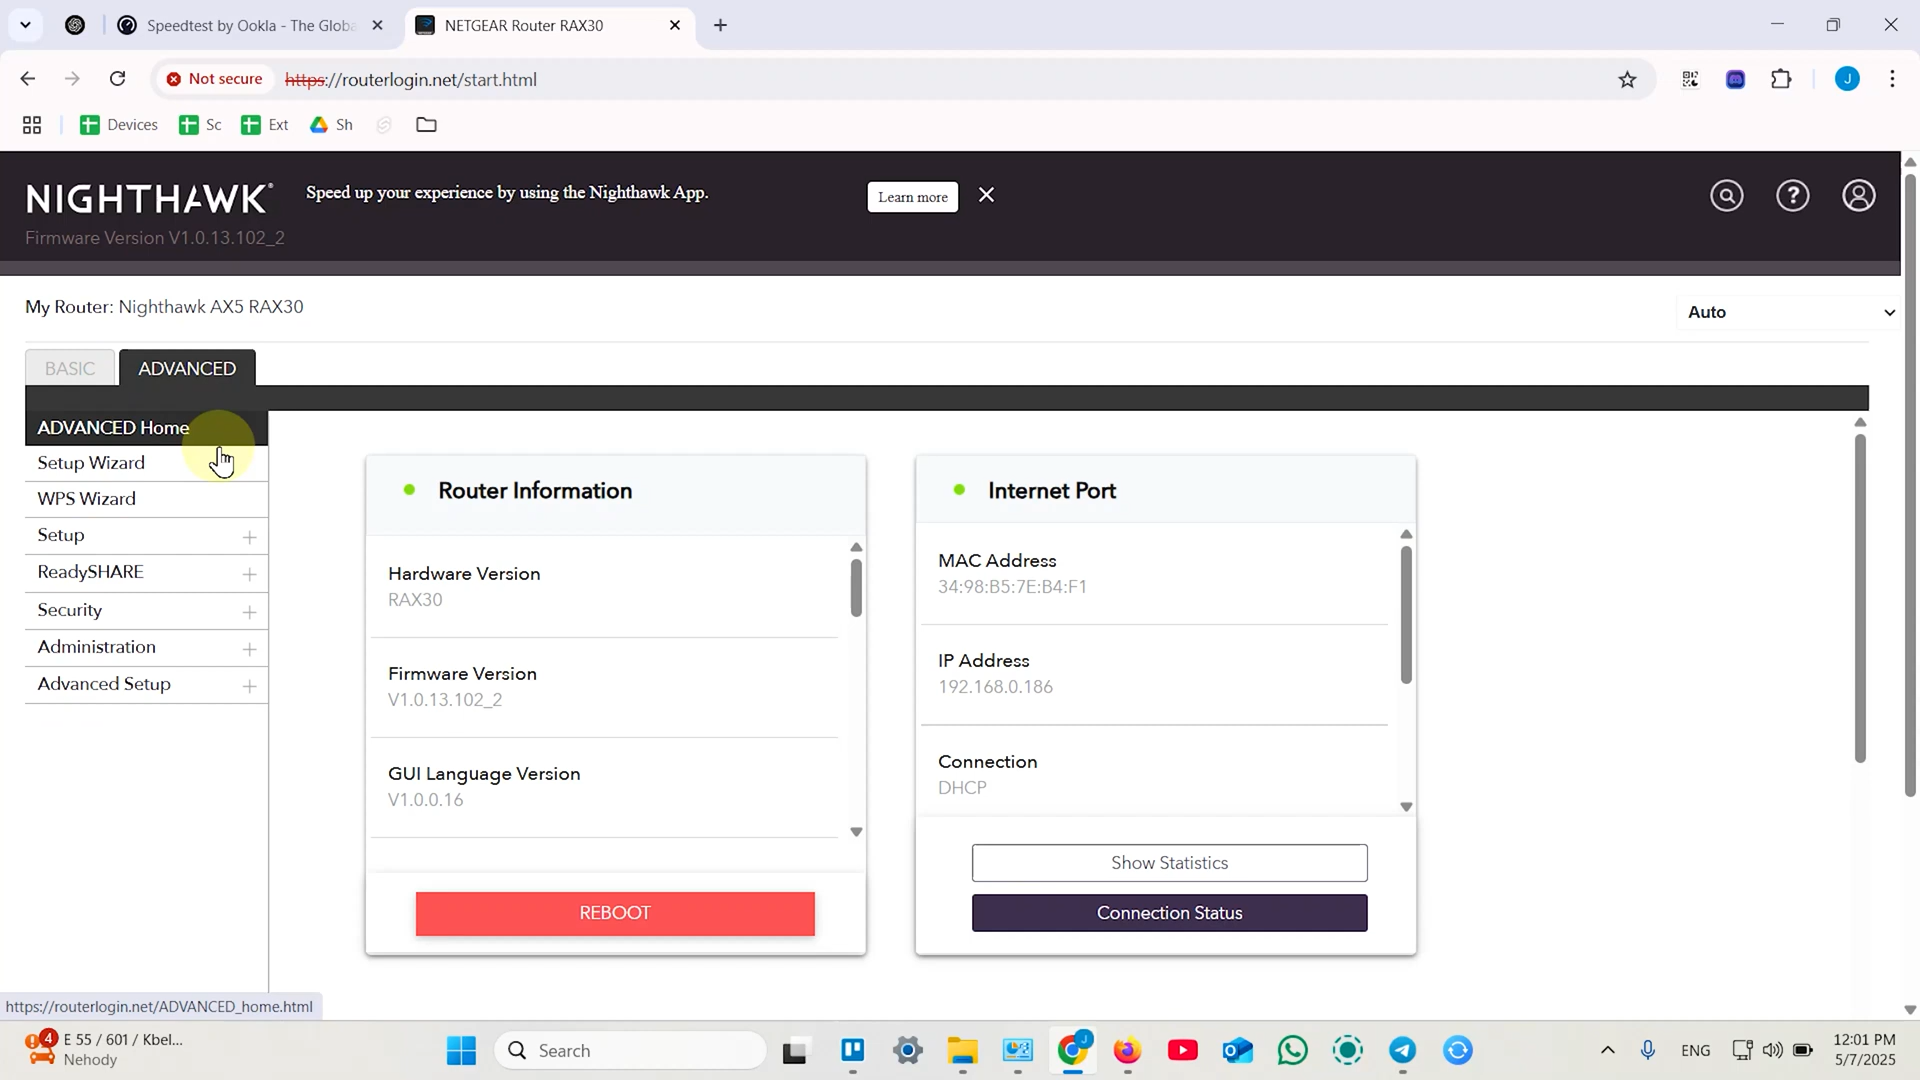 Speedtest by Ookla - The Globa
NETGEAR Router RAX30
Not secure
https://routerlogin.net/start.html
J
Devices
Sc
Ext
Sh
NIGHTHAWK
Speed up your experience by using the Nighthawk App.
Learn more
Firmware Version V1.0.13.102_2
My Router: Nighthawk AX5 RAX30
Auto
BASIC
ADVANCED
ADVANCED Home
Setup Wizard
WPS Wizard
Setup
ReadySHARE
Security
Administration
Advanced Setup
Router Information
Hardware Version
RAX30
Firmware Version
V1.0.13.102_2
GUI Language Version
V1.0.0.16
REBOOT
Internet Port
MAC Address
34:98:B5:7E:B4:F1
IP Address
192.168.0.186
Connection
DHCP
Show Statistics
Connection Status
https://routerlogin.net/ADVANCED_home.html
4
E 55 / 601 / Kbel...
Nehody
Search
J
ENG
12:01 PM
5/7/2025